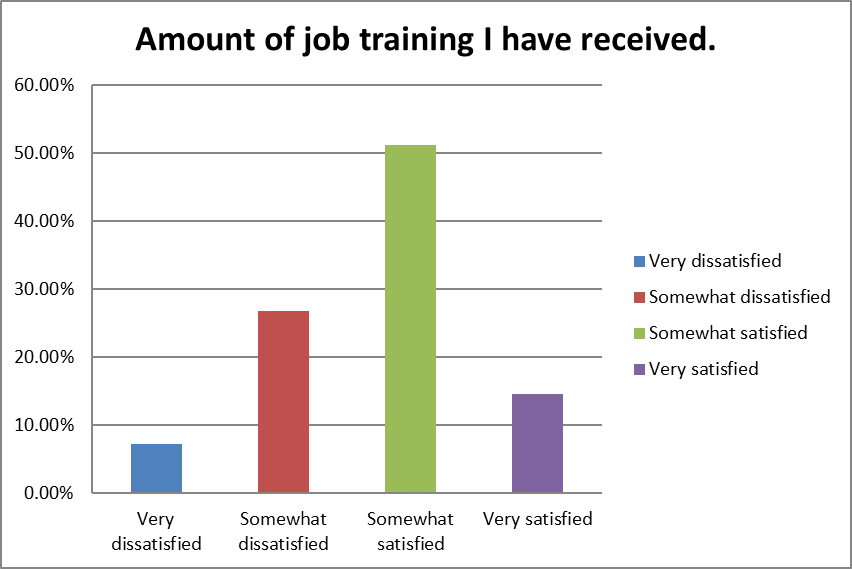 Amount of job training I have received.
60.00%
50.00%
40.00%
30.00%
20.00%
10.00%
0.00%
Very
dissatisfied
Somewhat
dissatisfied
Somewhat
satisfied
Very satisfied
Very dissatisfied
Somewhat dissatisfied
Somewhat satisfied
Very satisfied